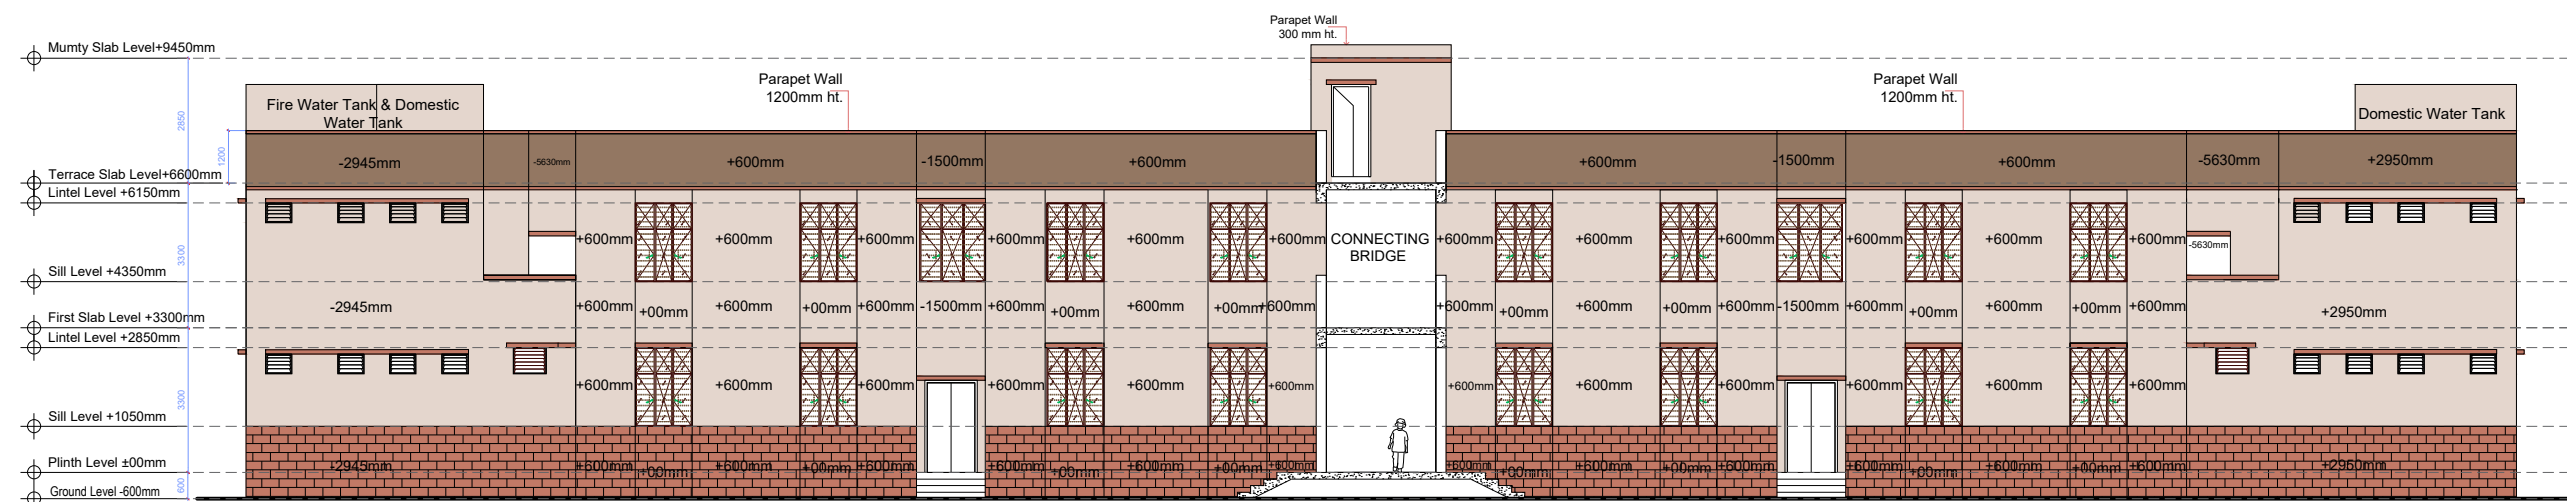 Parapet Wall
300 mm ht.
Mumty Slab Level+9450mm
Parapet Wall
1200mm ht.
Parapet Wall
1200mm ht.
Fire Water Tank & Domestic
Water Tank
Domestic Water Tank
2850
1200
-2945mm -5630mm +600mm -1500mm +600mm +600mm -1500mm +600mm -5630mm +2950mm
Terrace Slab Level+6600mm
Lintel Level +6150mm
+600mm +600mm +600mm +600mm +600mm +600mm CONNECTING +600mm +600mm +600mm +600mm +600mm +600mm -5630mm
BRIDGE
3300
Sill Level +4350mm
-2945mm +600mm +00mm +600mm +00mm +600mm -1500mm +600mm +00mm +600mm +00mm +600mm +600mm +00mm +600mm +00mm +600mm -1500mm +600mm +00mm +600mm +00mm +600mm +2950mm
First Slab Level +3300mm
Lintel Level +2850mm
+600mm +600mm +600mm +600mm +600mm +600mm +600mm +600mm +600mm +600mm +600mm +600mm
3300
Sill Level +1050mm
Plinth Level ±00mm
-2945mm +600mm +00mm +600mm +00mm +600mm +600mm +00mm +600mm +00mm +600mm +600mm +00mm +600mm +00mm +600mm +600mm +00mm +600mm +00mm +600mm +2950mm
600
Ground Level -600mm